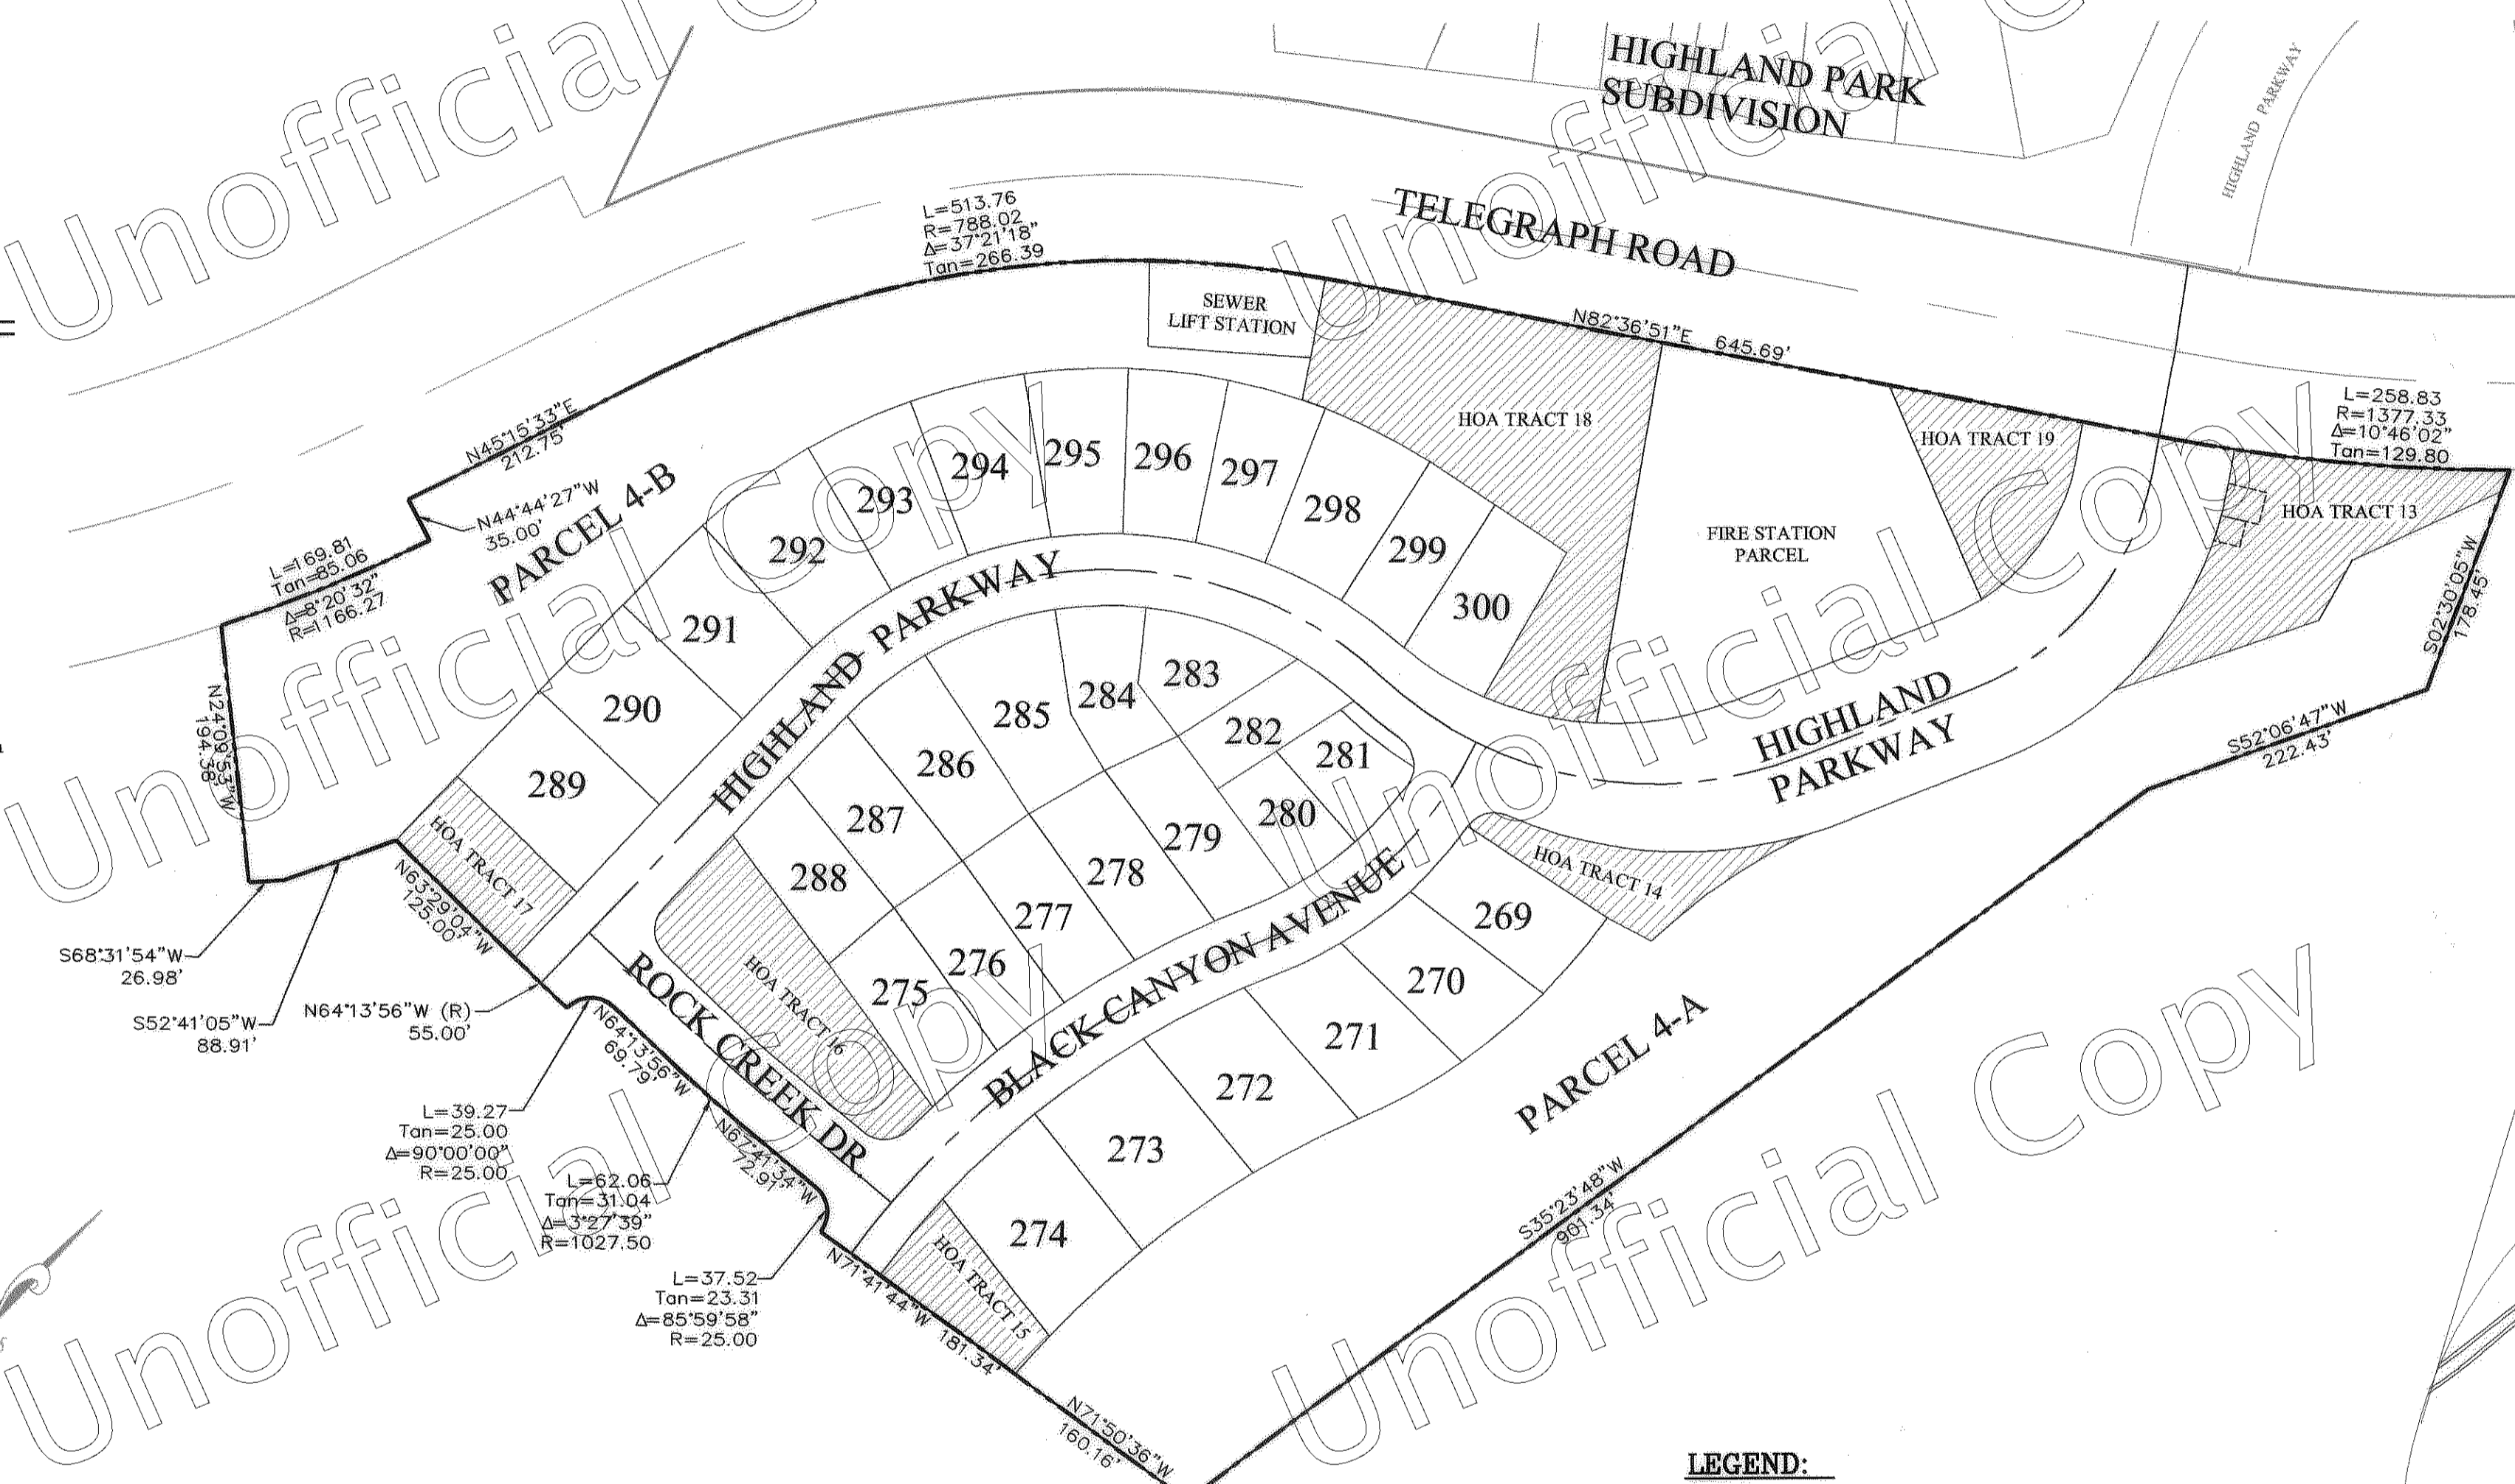 HIGHLAND PARK
SUBDIVISION
HIGHLAND PARKWAY
TELEGRAPH ROAD
L=513.76
R=788.02
Δ=37°21'18"
Tan=266.39
SEWER
LIFT STATION
N82°36'51"E 645.69'
L=258.83
R=1377.33
Δ=10°46'02"
Tan=129.80
N45°15'33"E
212.75'
N44°44'27"W
35.00'
PARCEL 4-B
L=169.81
Tan=85.06
Δ=8°20'32"
R=1166.27
HOA TRACT 18
HOA TRACT 19
HOA TRACT 13
FIRE STATION
PARCEL
S02°30'05"W
178.45'
S52°06'47"W
222.43'
289
290
291
292
293
294
295
296
297
298
299
300
HIGHLAND PARKWAY
HIGHLAND
PARKWAY
283
284
285
286
287
288
282
281
280
279
278
277
276
275
N24°09'53"W
194.38'
HOA TRACT 17
N63°29'04"W
125.00'
S68°31'54"W
26.98'
S52°41'05"W
88.91'
N64°13'56"W (R)
55.00'
ROCK CREEK DR.
HOA TRACT 16
BLACK CANYON AVENUE
HOA TRACT 14
269
270
271
272
273
274
PARCEL 4-A
N64°13'56"W
69.79'
L=39.27
Tan=25.00
Δ=90°00'00"
R=25.00
N67°41'34"W
72.91'
L=62.06
Tan=31.04
Δ=3°27'39"
R=1027.50
L=37.52
Tan=23.31
Δ=85°59'58"
R=25.00
N71°41'44"W 181.34'
HOA TRACT 15
N71°50'36"W
160.16'
S35°23'48"W
901.34'
LEGEND:
Unofficial Copy
Unofficial Copy
Unofficial Copy
Unofficial Copy
Unofficial Copy
Unofficial Copy